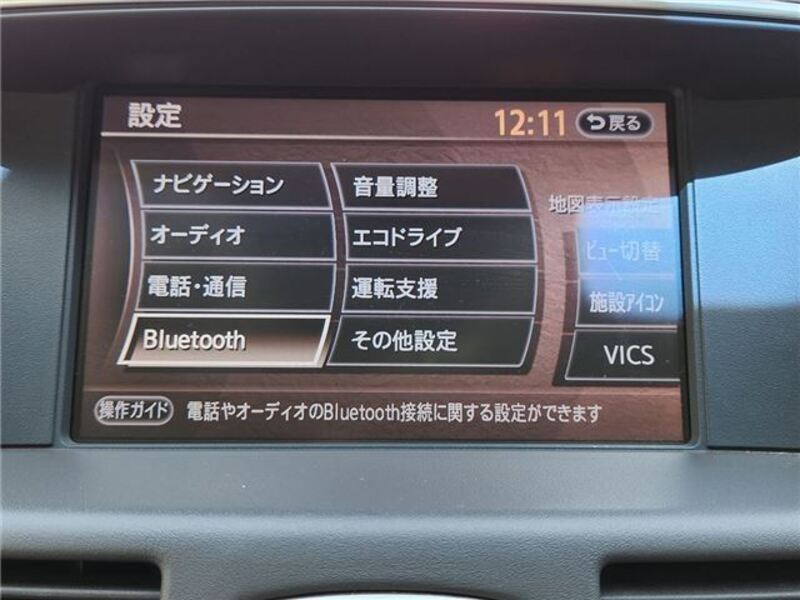 設定
12:11
戻る
ナビゲーション
音量調整
地図表示設定
オーディオ
エコドライブ
ビュー切替
電話・通信
運転支援
施設アイコン
Bluetooth
その他設定
VICS
操作ガイド 電話やオーディオのBluetooth接続に関する設定ができます